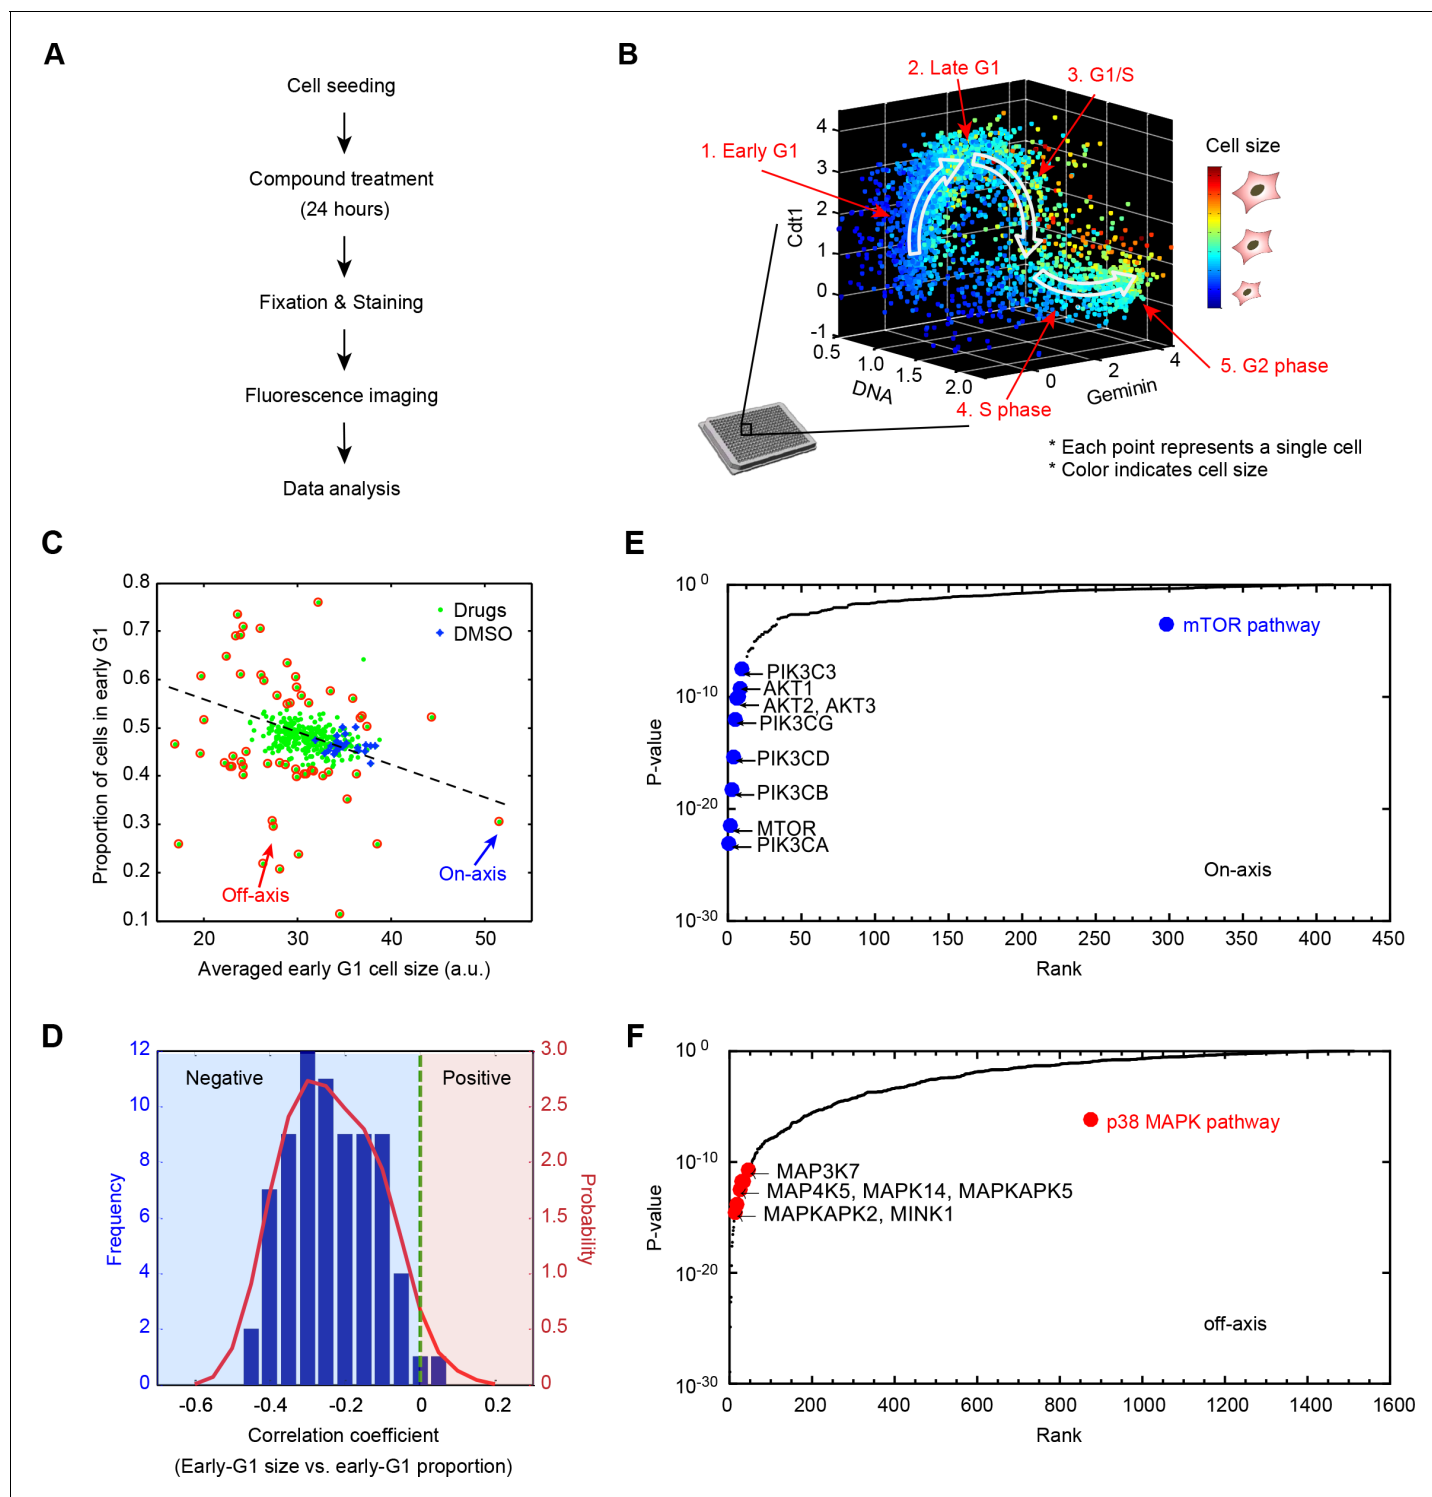 A
Cell seeding
Compound treatment
(24 hours)
Fixation & Staining
Fluorescence imaging
Data analysis
B
2. Late G1
3. G1/S
1. Early G1
Cell size
4
3
2
1
0
-1
Cdt1
0.5
1.0
1.5
2.0
DNA
0
2
4
Geminin
4. S phase
5. G2 phase
* Each point represents a single cell
* Color indicates cell size
C
0.8
0.7
0.6
0.5
0.4
0.3
0.2
0.1
Proportion of cells in early G1
Drugs
DMSO
Off-axis
On-axis
20
30
40
50
Averaged early G1 cell size (a.u.)
E
10 0
10 -10
10 -20
10 -30
P-value
mTOR pathway
PIK3C3
AKT1
AKT2, AKT3
PIK3CG
PIK3CD
PIK3CB
MTOR
PIK3CA
On-axis
0
50
100
150
200
250
300
350
400
450
Rank
D
12
10
8
6
4
2
0
Frequency
Negative
Positive
3.0
2.5
2.0
1.5
1.0
0.5
0
Probability
-0.6
-0.4
-0.2
0
0.2
Correlation coefficient
(Early-G1 size vs. early-G1 proportion)
F
10 0
10 -10
10 -20
10 -30
P-value
p38 MAPK pathway
MAP3K7
MAP4K5, MAPK14, MAPKAPK5
MAPKAPK2, MINK1
off-axis
0
200
400
600
800
1000
1200
1400
1600
Rank